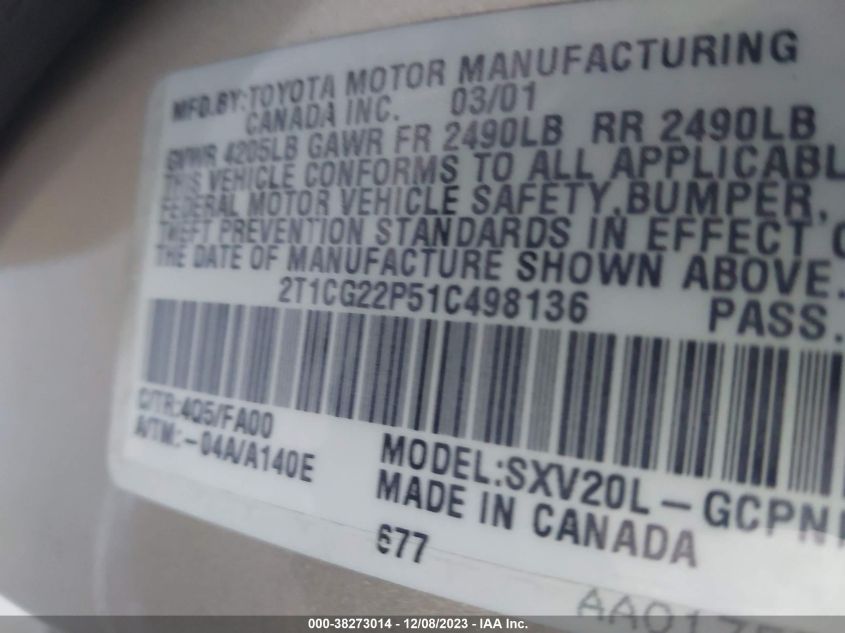 MFD.BY:TOYOTA MOTOR MANUFACTURING
CANADA INC. 03/01
GVWR 4205LB GAWR FR 2490LB RR 2490LB
THIS VEHICLE CONFORMS TO ALL APPLICABL
FEDERAL MOTOR VEHICLE SAFETY,BUMPER,
THEFT PREVENTION STANDARDS IN EFFECT O
THE DATE OF MANUFACTURE SHOWN ABOVE.
2T1CG22P51C498136 PASS.
C/TR:4Q5/FA00
A/TM:-04A/A140E
MODEL:SXV20L-GCPN
MADE IN CANADA
677
AA017
000-38273014 - 12/08/2023 - IAA Inc.